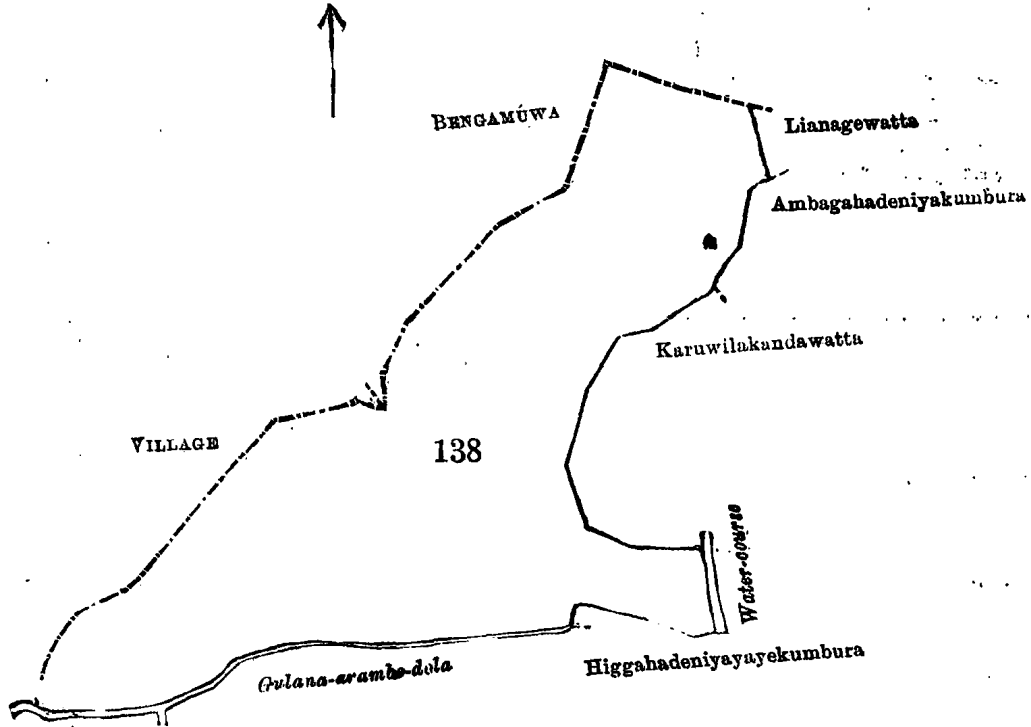 BENGAMÚWA
Lianagewatta
Ambagahadeniyakumbura
Karuwilakandawatta
VILLAGE
138
Water-course
Gulana-arambe-dola
Higgahadeniyayayekumbura